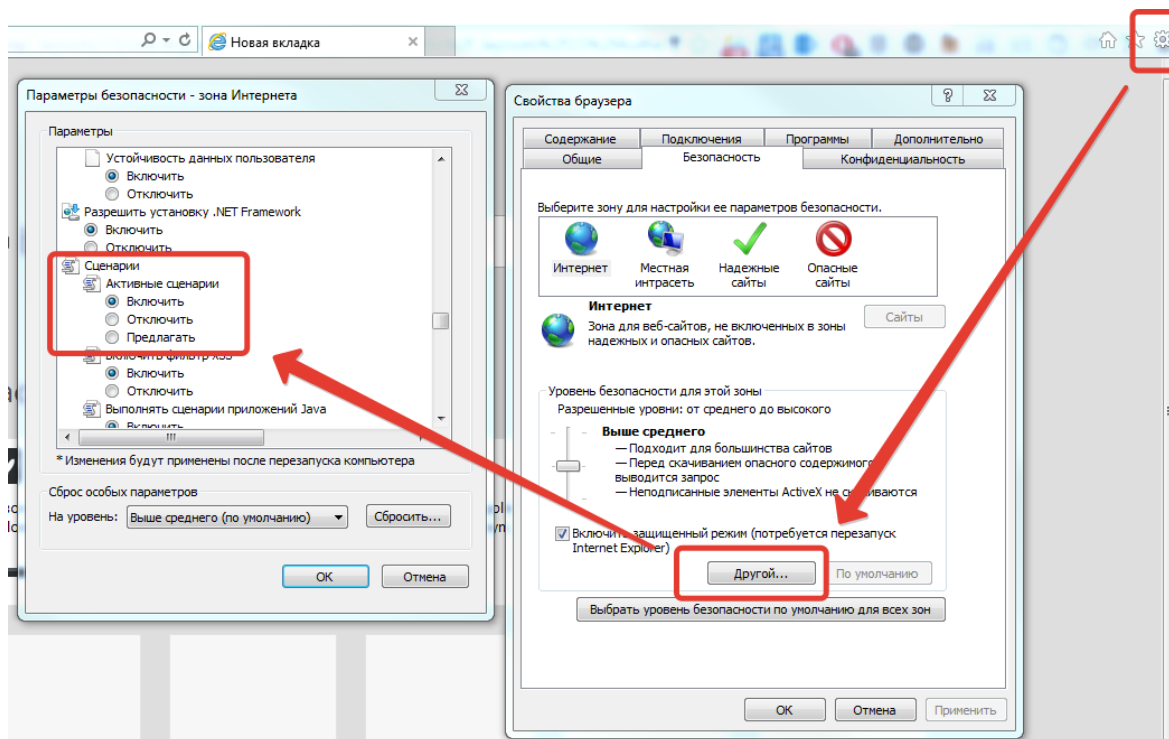 Новая вкладка
Параметры безопасности - зона Интернета
Параметры
Устойчивость данных пользователя
Включить
Отключить
Разрешить установку .NET Framework
Включить
Отключить
Сценарии
Активные сценарии
Включить
Отключить
Предлагать
Включить фильтр XSS
Включить
Отключить
Выполнять сценарии приложений Java
Включить
* Изменения будут применены после перезапуска компьютера
Сброс особых параметров
На уровень: Выше среднего (по умолчанию) Сбросить...
OK Отмена
Свойства браузера
Содержание Подключения Программы Дополнительно
Общие Безопасность Конфиденциальность
Выберите зону для настройки ее параметров безопасности.
Интернет Местная интрасеть Надежные сайты Опасные сайты
Интернет
Зона для веб-сайтов, не включенных в зоны
надежных и опасных сайтов.
Сайты
Уровень безопасности для этой зоны
Разрешенные уровни: от среднего до высокого
Выше среднего
— Подходит для большинства сайтов
— Перед скачиванием опасного содержимого
выводится запрос
— Неподписанные элементы ActiveX не скачиваются
Включить защищенный режим (потребуется перезапуск
Internet Explorer)
Другой... По умолчанию
Выбрать уровень безопасности по умолчанию для всех зон
OK Отмена Применить